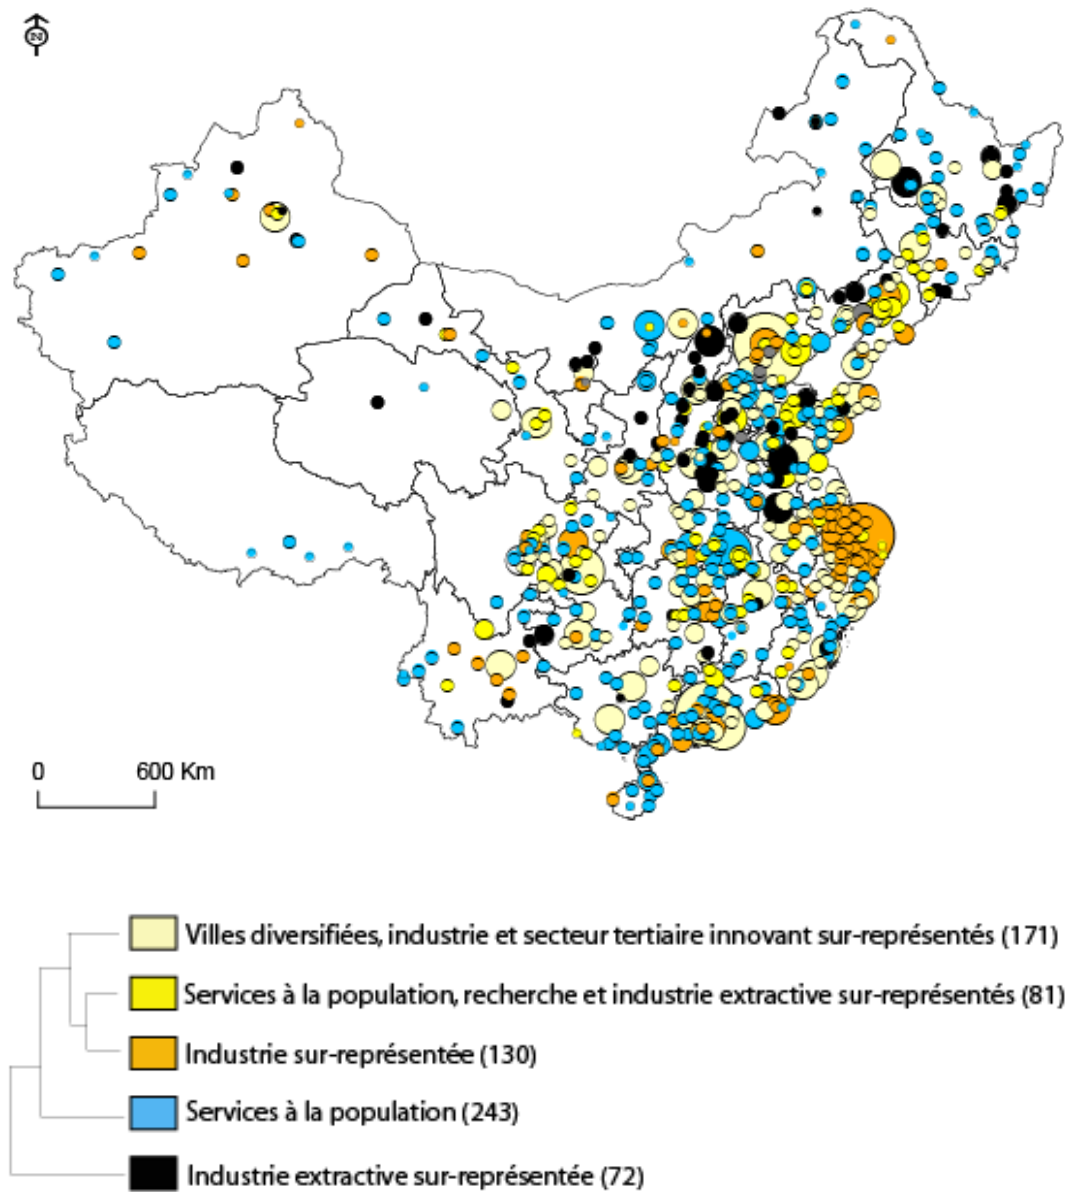 N
0 600 Km
Villes diversifiées, industrie et secteur tertiaire innovant sur-représentés (171)
Services à la population, recherche et industrie extractive sur-représentés (81)
Industrie sur-représentée (130)
Services à la population (243)
Industrie extractive sur-représentée (72)